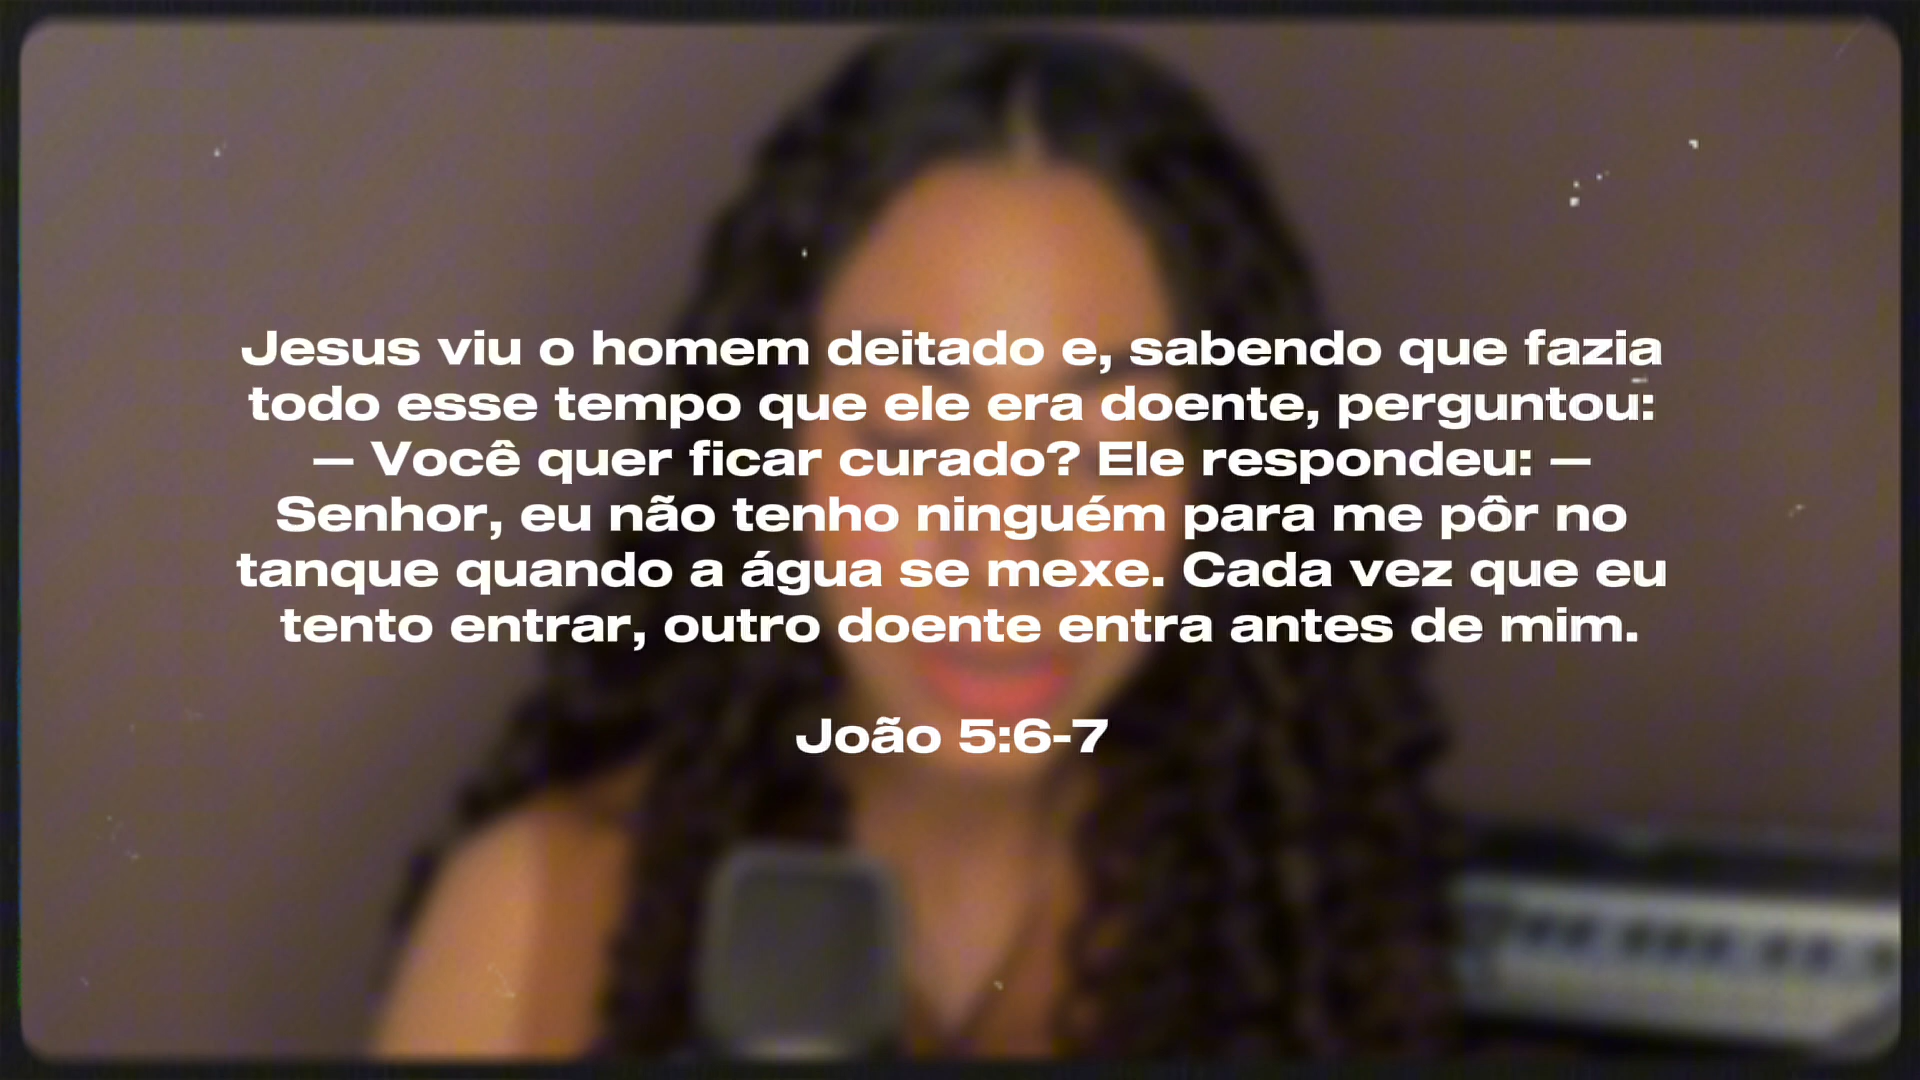 Jesus viu o homem deitado e, sabendo que fazia
todo esse tempo que ele era doente, perguntou:
— Você quer ficar curado? Ele respondeu: —
Senhor, eu não tenho ninguém para me pôr no
tanque quando a água se mexe. Cada vez que eu
tento entrar, outro doente entra antes de mim.
João 5:6-7